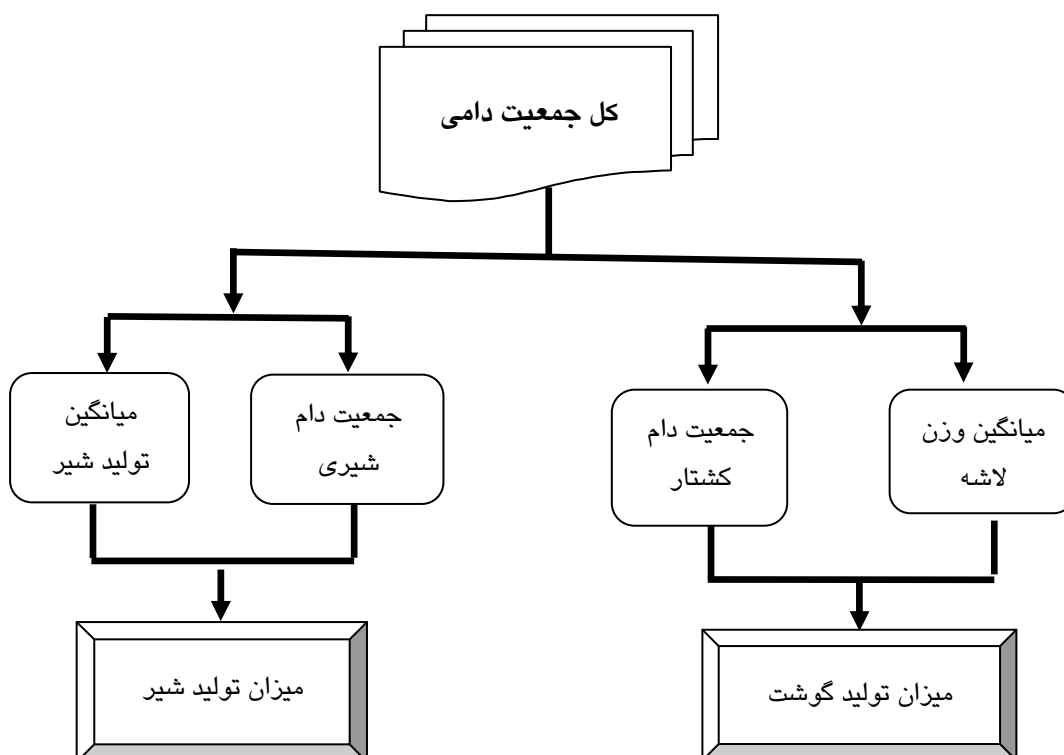 کل جمعیت دامی
میانگین وزن
لاشه
جمعیت دام
کشتار
جمعیت دام
شیری
میانگین
تولید شیر
میزان تولید گوشت
میزان تولید شیر